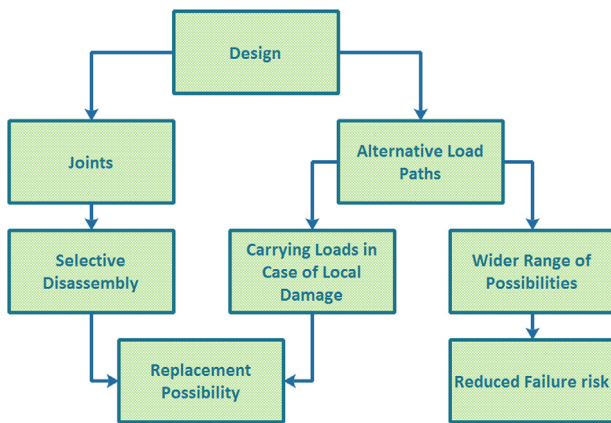 Design
Joints
Alternative Load
Paths
Selective
Disassembly
Carrying Loads in
Case of Local
Damage
Wider Range of
Possibilities
Replacement
Possibility
Reduced Failure risk